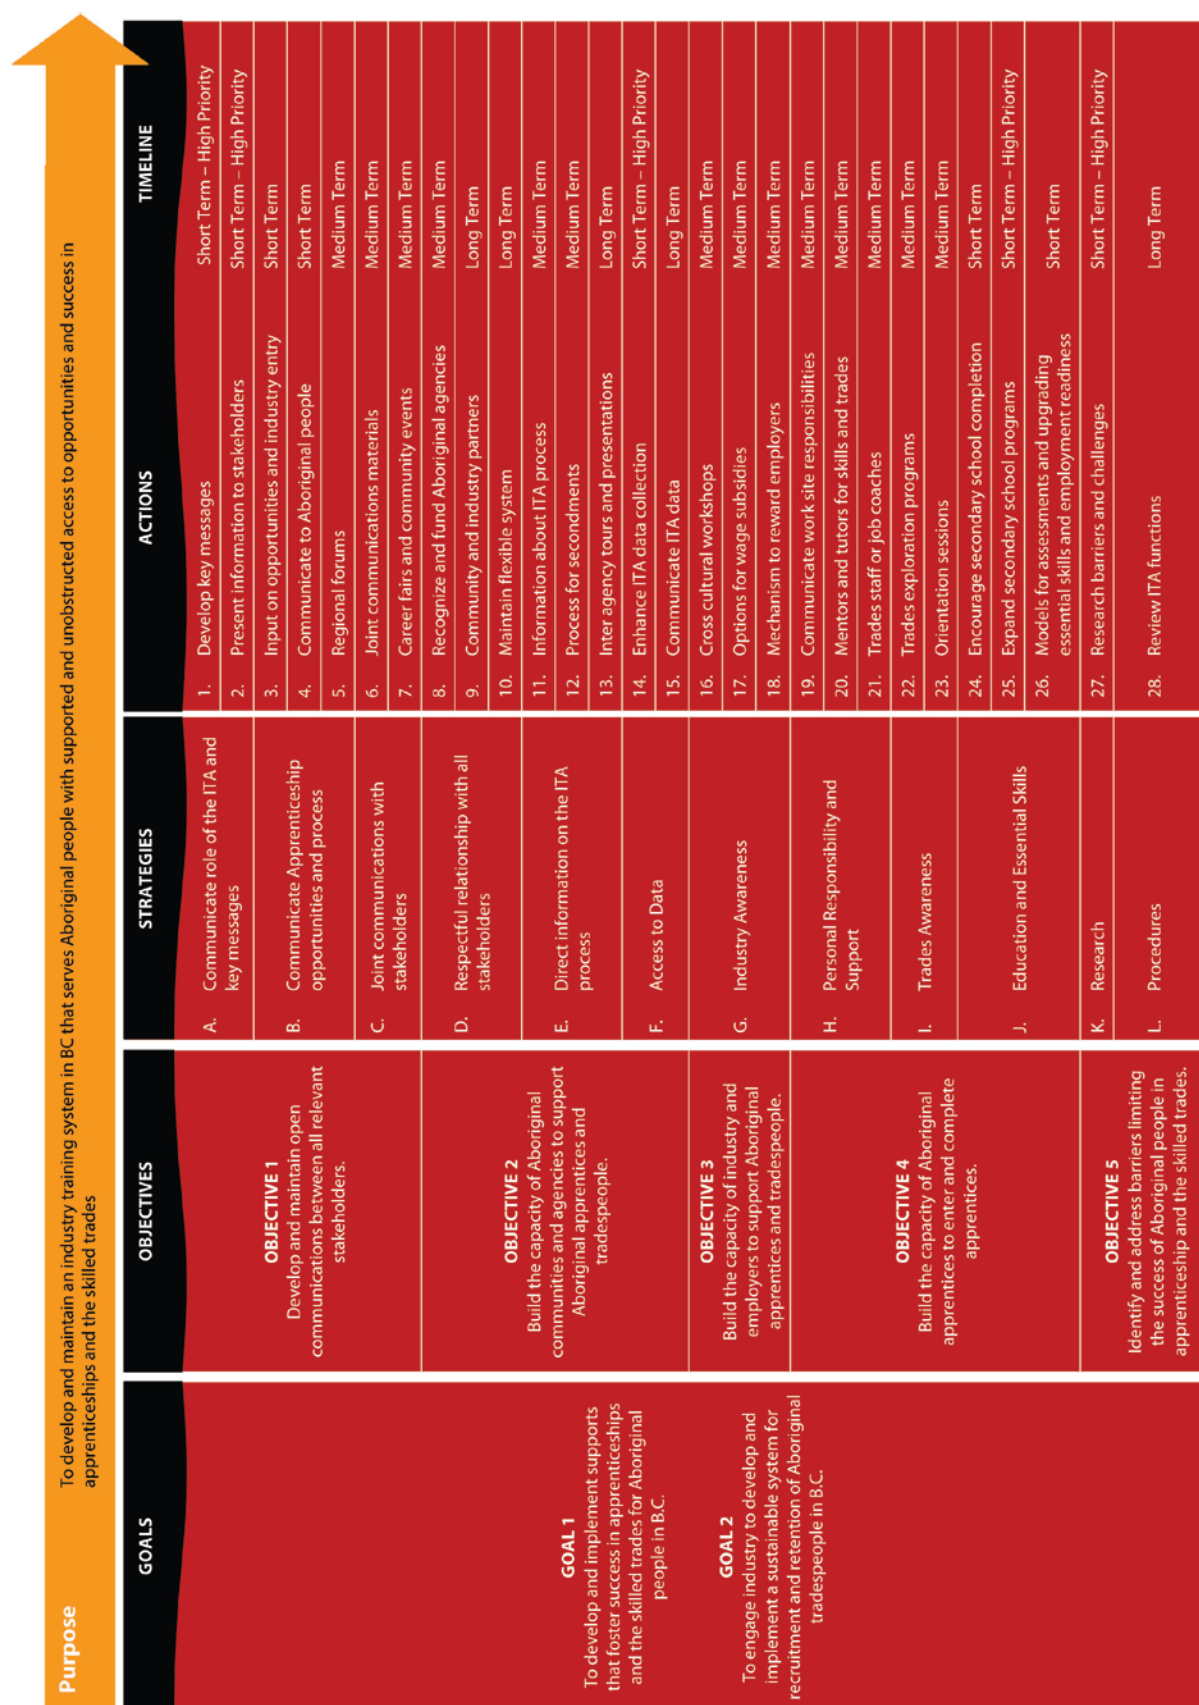 Purpose
To develop and maintain an industry training system in BC that serves Aboriginal people with supported and unobstructed access to opportunities and success in
apprenticeships and the skilled trades
GOALS
GOAL 1
To develop and implement supports
that foster success in apprenticeships
and the skilled trades for Aboriginal
people in B.C.
GOAL 2
To engage industry to develop and
implement a sustainable system for
recruitment and retention of Aboriginal
tradespeople in B.C.
OBJECTIVES
OBJECTIVE 1
Develop and maintain open
communications between all relevant
stakeholders.
OBJECTIVE 2
Build the capacity of Aboriginal
communities and agencies to support
Aboriginal apprentices and
tradespeople.
OBJECTIVE 3
Build the capacity of industry and
employers to support Aboriginal
apprentices and tradespeople.
OBJECTIVE 4
Build the capacity of Aboriginal
apprentices to enter and complete
apprentices.
OBJECTIVE 5
Identify and address barriers limiting
the success of Aboriginal people in
apprenticeship and the skilled trades.
STRATEGIES
A. Communicate role of the ITA and
key messages
B. Communicate Apprenticeship
opportunities and process
C. Joint communications with
stakeholders
D. Respectful relationship with all
stakeholders
E. Direct information on the ITA
process
F. Access to Data
G. Industry Awareness
H. Personal Responsibility and
Support
I. Trades Awareness
J. Education and Essential Skills
K. Research
L. Procedures
ACTIONS TIMELINE
1. Develop key messages Short Term – High Priority
2. Present information to stakeholders Short Term – High Priority
3. Input on opportunities and industry entry Short Term
4. Communicate to Aboriginal people Short Term
5. Regional forums Medium Term
6. Joint communications materials Medium Term
7. Career fairs and community events Medium Term
8. Recognize and fund Aboriginal agencies Medium Term
9. Community and industry partners Long Term
10. Maintain flexible system Long Term
11. Information about ITA process Medium Term
12. Process for secondments Medium Term
13. Inter agency tours and presentations Long Term
14. Enhance ITA data collection Short Term – High Priority
15. Communicate ITA data Long Term
16. Cross cultural workshops Medium Term
17. Options for wage subsidies Medium Term
18. Mechanism to reward employers Medium Term
19. Communicate work site responsibilities Medium Term
20. Mentors and tutors for skills and trades Medium Term
21. Trades staff or job coaches Medium Term
22. Trades exploration programs Medium Term
23. Orientation sessions Medium Term
24. Encourage secondary school completion Short Term
25. Expand secondary school programs Short Term – High Priority
26. Models for assessments and upgrading Short Term
essential skills and employment readiness
27. Research barriers and challenges Short Term – High Priority
28. Review ITA functions Long Term